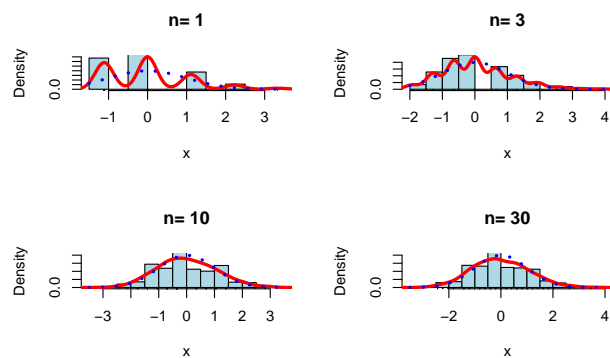 n= 1
Density
0.0
−1 0 1 2 3
x
n= 3
Density
0.0
−2 −1 0 1 2 3 4
x
n= 10
Density
0.0
−3 −2 −1 0 1 2 3
x
n= 30
Density
0.0
−2 0 2 4
x